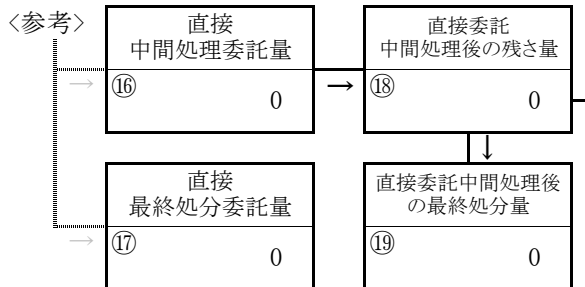 〈参考〉
直接
中間処理委託量
⑯
0
→
→
直接委託
中間処理後の残さ量
⑱
0
↓
直接
最終処分委託量
⑰
0
→
直接委託中間処理後
の最終処分量
⑲
0